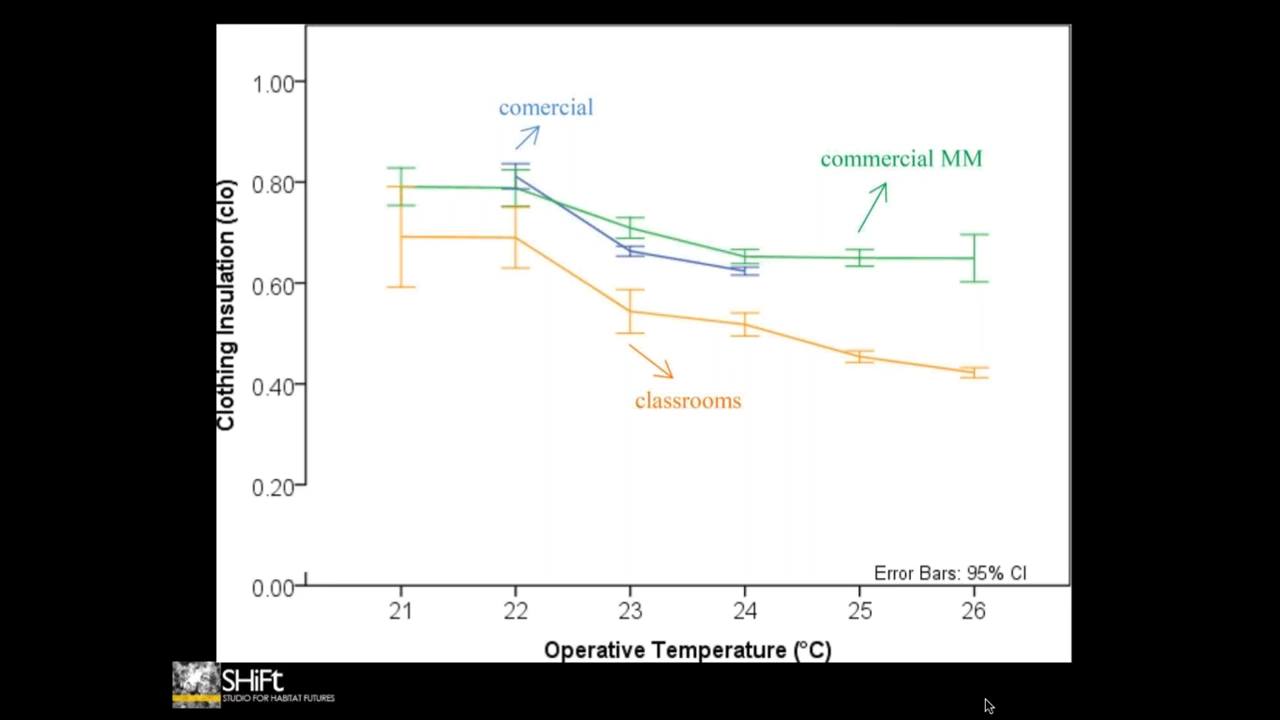 1.00
comercial
commercial MM
0.80
Clothing Insulation (clo)
0.60
0.40
classrooms
0.20
Error Bars: 95% CI
0.00
21 22 23 24 25 26
Operative Temperature (°C)
SHiFt
STUDIO FOR HABITAT FUTURES